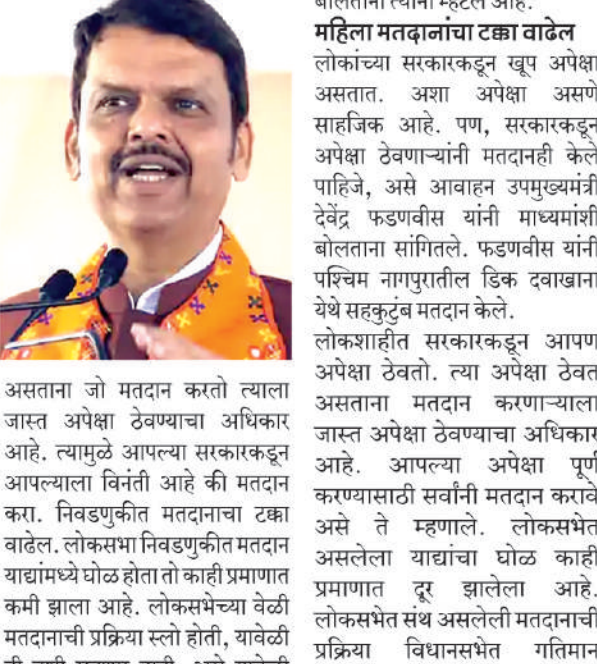 असताना जो मतदान करतो त्याला
जास्त अपेक्षा ठेवण्याचा अधिकार
आहे. त्यामुळे आपल्या सरकारकडून
आपल्याला विनंती आहे की मतदान
करा. निवडणुकीत मतदानाचा टक्का
वाढेल. लोकसभा निवडणुकीत मतदान
याद्यांमध्ये घोळ होता तो काही प्रमाणात
कमी झाला आहे. लोकसभेच्या वेळी
मतदानाची प्रक्रिया स्लो होती, यावेळी
बोलताना त्यांनी म्हटले आहे.
महिला मतदानांचा टक्का वाढेल
लोकांच्या सरकारकडून खूप अपेक्षा
असतात. अशा अपेक्षा असणे
साहजिक आहे. पण, सरकारकडून
अपेक्षा ठेवणाऱ्यांनी मतदानही केले
पाहिजे, असे आवाहन उपमुख्यमंत्री
देवेंद्र फडणवीस यांनी माध्यमांशी
बोलताना सांगितले. फडणवीस यांनी
पश्चिम नागपुरातील डिक दवाखाना
येथे सहकुटुंब मतदान केले.
लोकशाहीत सरकारकडून आपण
अपेक्षा ठेवतो. त्या अपेक्षा ठेवत
असताना मतदान करणाऱ्याला
जास्त अपेक्षा ठेवण्याचा अधिकार
आहे. आपल्या अपेक्षा पूर्ण
करण्यासाठी सर्वांनी मतदान करावे
असे ते म्हणाले. लोकसभेत
असलेला याद्यांचा घोळ काही
प्रमाणात दूर झालेला आहे.
लोकसभेत संथ असलेली मतदानाची
प्रक्रिया विधानसभेत गतिमान